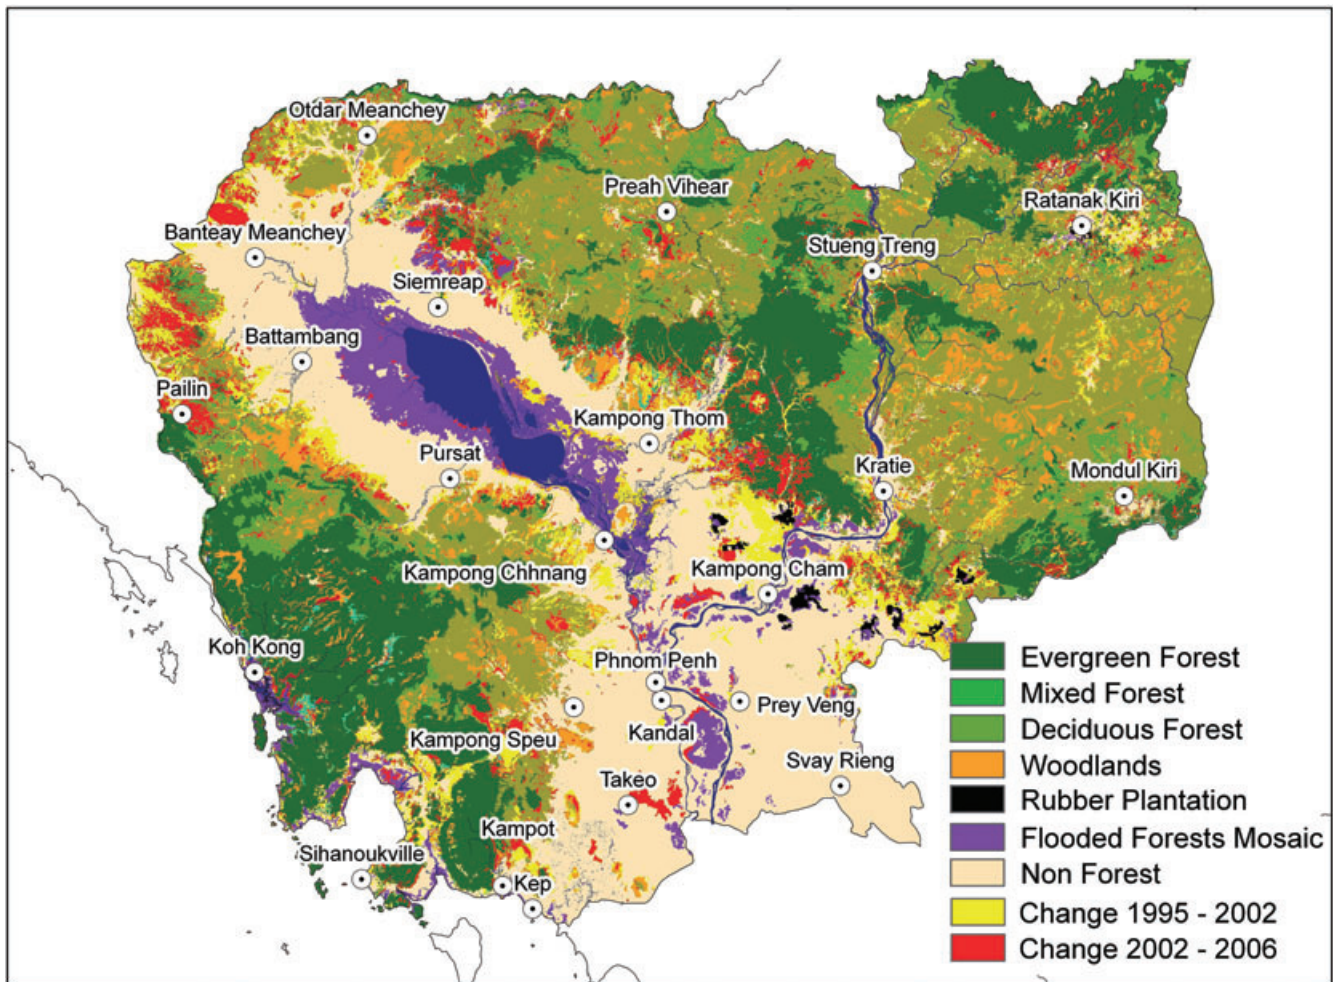 Otdar Meanchey
Preah Vihear
Ratanak Kiri
Banteay Meanchey
Stueng Treng
Siemreap
Battambang
Pailin
Kampong Thom
Pursat
Kratie
Mondul Kiri
Kampong Chhnang
Kampong Cham
Koh Kong
Phnom Penh
Prey Veng
Kandal
Kampong Speu
Svay Rieng
Takeo
Kampot
Sihanoukville
Kep
Evergreen Forest
Mixed Forest
Deciduous Forest
Woodlands
Rubber Plantation
Flooded Forests Mosaic
Non Forest
Change 1995 - 2002
Change 2002 - 2006